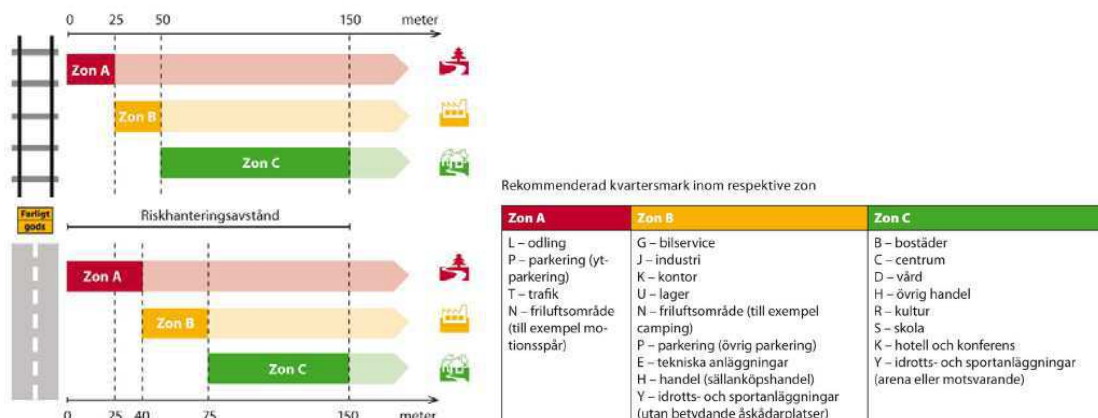 0 25 50 150 meter
Zon A
Zon B
Zon C
Farligt
gods
Riskhanteringsavstånd
Zon A
Zon B
Zon C
0 25 40 75 150 meter
Rekommenderad kvartersmark inom respektive zon
Zon A
L – odling
P – parkering (yt-
parkering)
T – trafik
N – friluftsområde
(till exempel mo-
tionsspår)
Zon B
G – bilservice
J – industri
K – kontor
U – lager
N – friluftsområde (till exempel
camping)
P – parkering (övrig parkering)
E – tekniska anläggningar
H – handel (sällanköpshandel)
Y – idrotts- och sportanläggningar
(utan betydande åskådarplatser)
Zon C
B – bostäder
C – centrum
D – vård
H – övrig handel
R – kultur
S – skola
K – hotell och konferens
Y – idrotts- och sportanläggningar
(arena eller motsvarande)